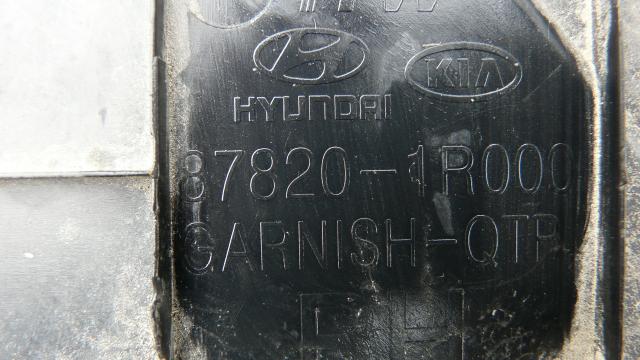 KIA
HYUNDAI
87820-1R000
GARNISH-QTR